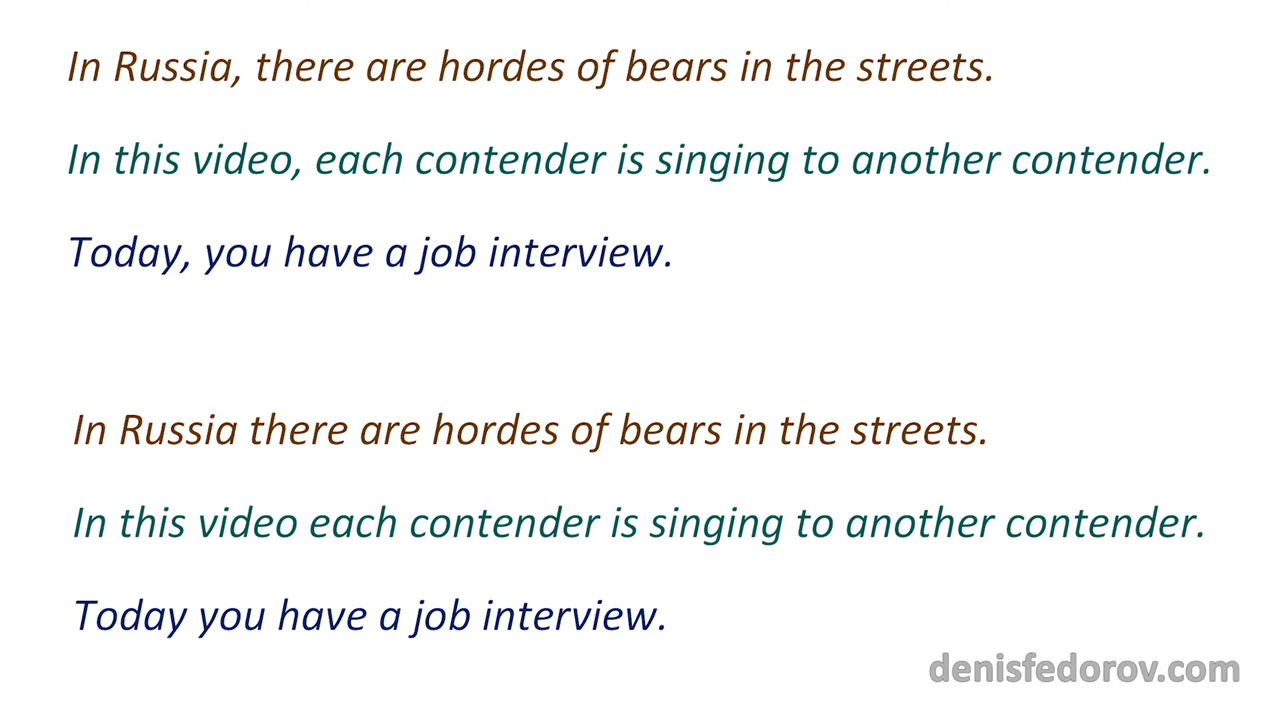 In Russia, there are hordes of bears in the streets.
In this video, each contender is singing to another contender.
Today, you have a job interview.
In Russia there are hordes of bears in the streets.
In this video each contender is singing to another contender.
Today you have a job interview.
denisfedorov.com